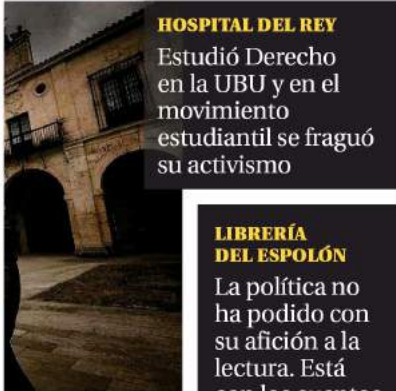 HOSPITAL DEL REY
Estudió Derecho
en la UBU y en el
movimiento
estudiantil se fraguó
su activismo
LIBRERÍA
DEL ESPOLÓN
La política no
ha podido con
su afición a la
lectura. Está